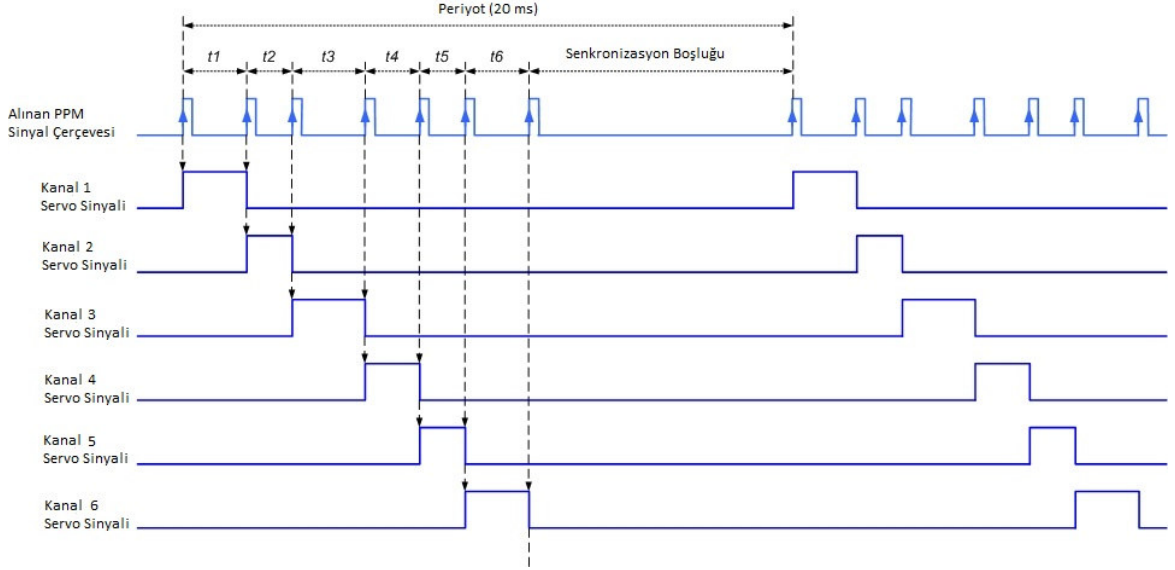 Periyot (20 ms)
t1 t2 t3 t4 t5 t6 Senkronizasyon Boşluğu
Alınan PPM
Sinyal Çerçevesi
Kanal 1
Servo Sinyali
Kanal 2
Servo Sinyali
Kanal 3
Servo Sinyali
Kanal 4
Servo Sinyali
Kanal 5
Servo Sinyali
Kanal 6
Servo Sinyali